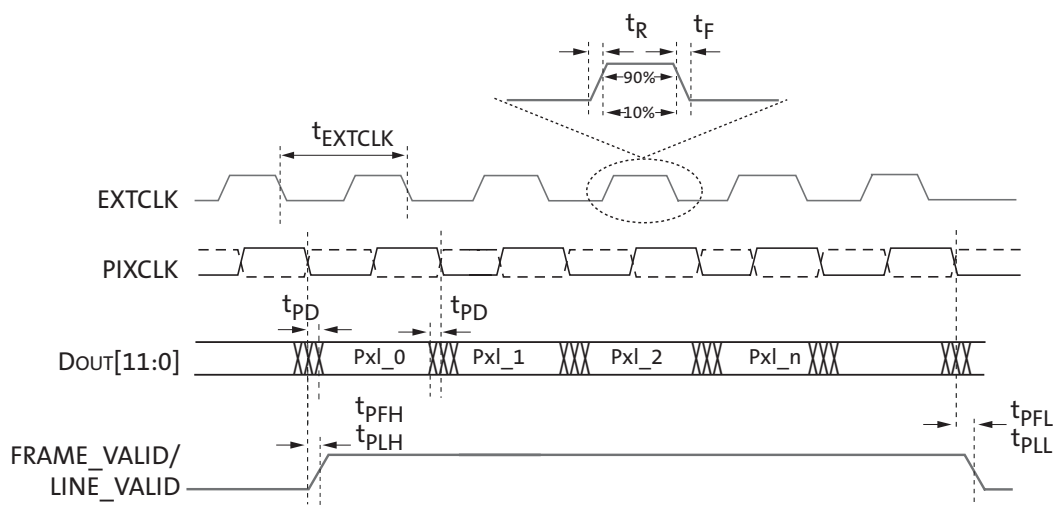 tR tF
90%
10%
tEXTCLK
EXTCLK
PIXCLK
tPD tPD
DOUT[11:0] Pxl_0 Pxl_1 Pxl_2 Pxl_n
tPFH
tPLH
tPFL
tPLL
FRAME_VALID/
LINE_VALID